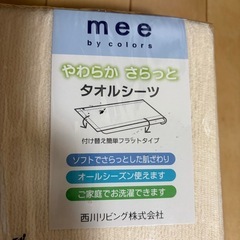 mee
by colors
やわらか さらっと
タオルシーツ
付け替え簡単フラットタイプ
ソフトでさらっとした肌ざわり
オールシーズン使えます
ご家庭でお洗濯できます
西川リビング株式会社